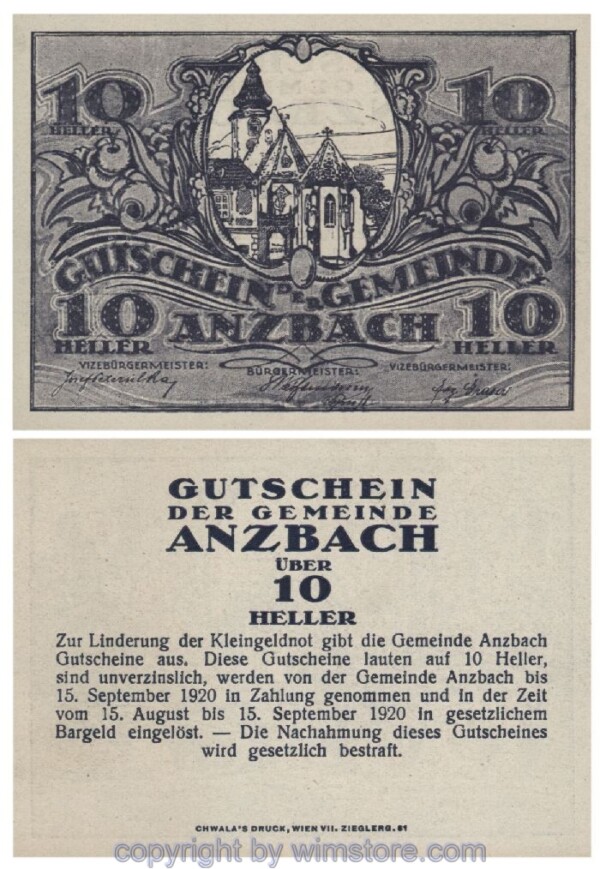 10 10
HELLER HELLER
GUTSCHEIN DER GEMEINDE
10 ANZBACH 10
HELLER HELLER
VIZEBÜRGERMEISTER: BÜRGERMEISTER: VIZEBÜRGERMEISTER:
GUTSCHEIN
DER GEMEINDE
ANZBACH
ÜBER
10
HELLER
Zur Linderung der Kleingeldnot gibt die Gemeinde Anzbach
Gutscheine aus. Diese Gutscheine lauten auf 10 Heller,
sind unverzinslich, werden von der Gemeinde Anzbach bis
15. September 1920 in Zahlung genommen und in der Zeit
vom 15. August bis 15. September 1920 in gesetzlichem
Bargeld eingelöst. — Die Nachahmung dieses Gutscheines
wird gesetzlich bestraft.
CHWALA'S DRUCK, WIEN VII. ZIEGLERG. 61
copyright by wimstore.com